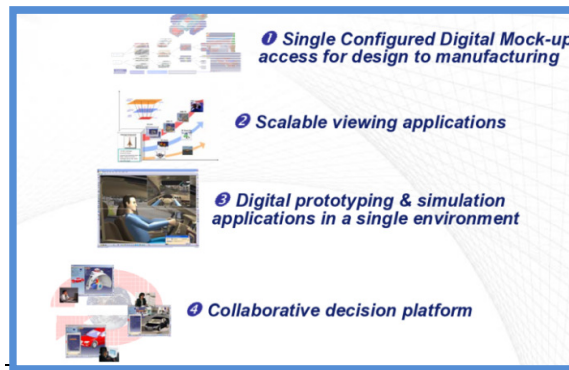 ❶ Single Configured Digital Mock-up
access for design to manufacturing
❷ Scalable viewing applications
❸ Digital prototyping & simulation
applications in a single environment
❹ Collaborative decision platform